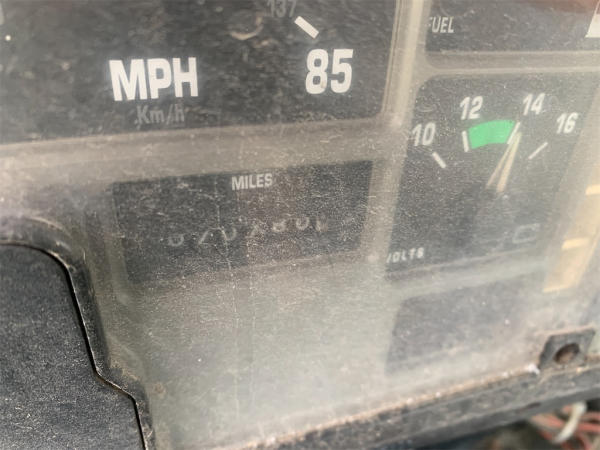 137
FUEL
MPH
85
Km/h
12
14
10
16
MILES
VOLTS